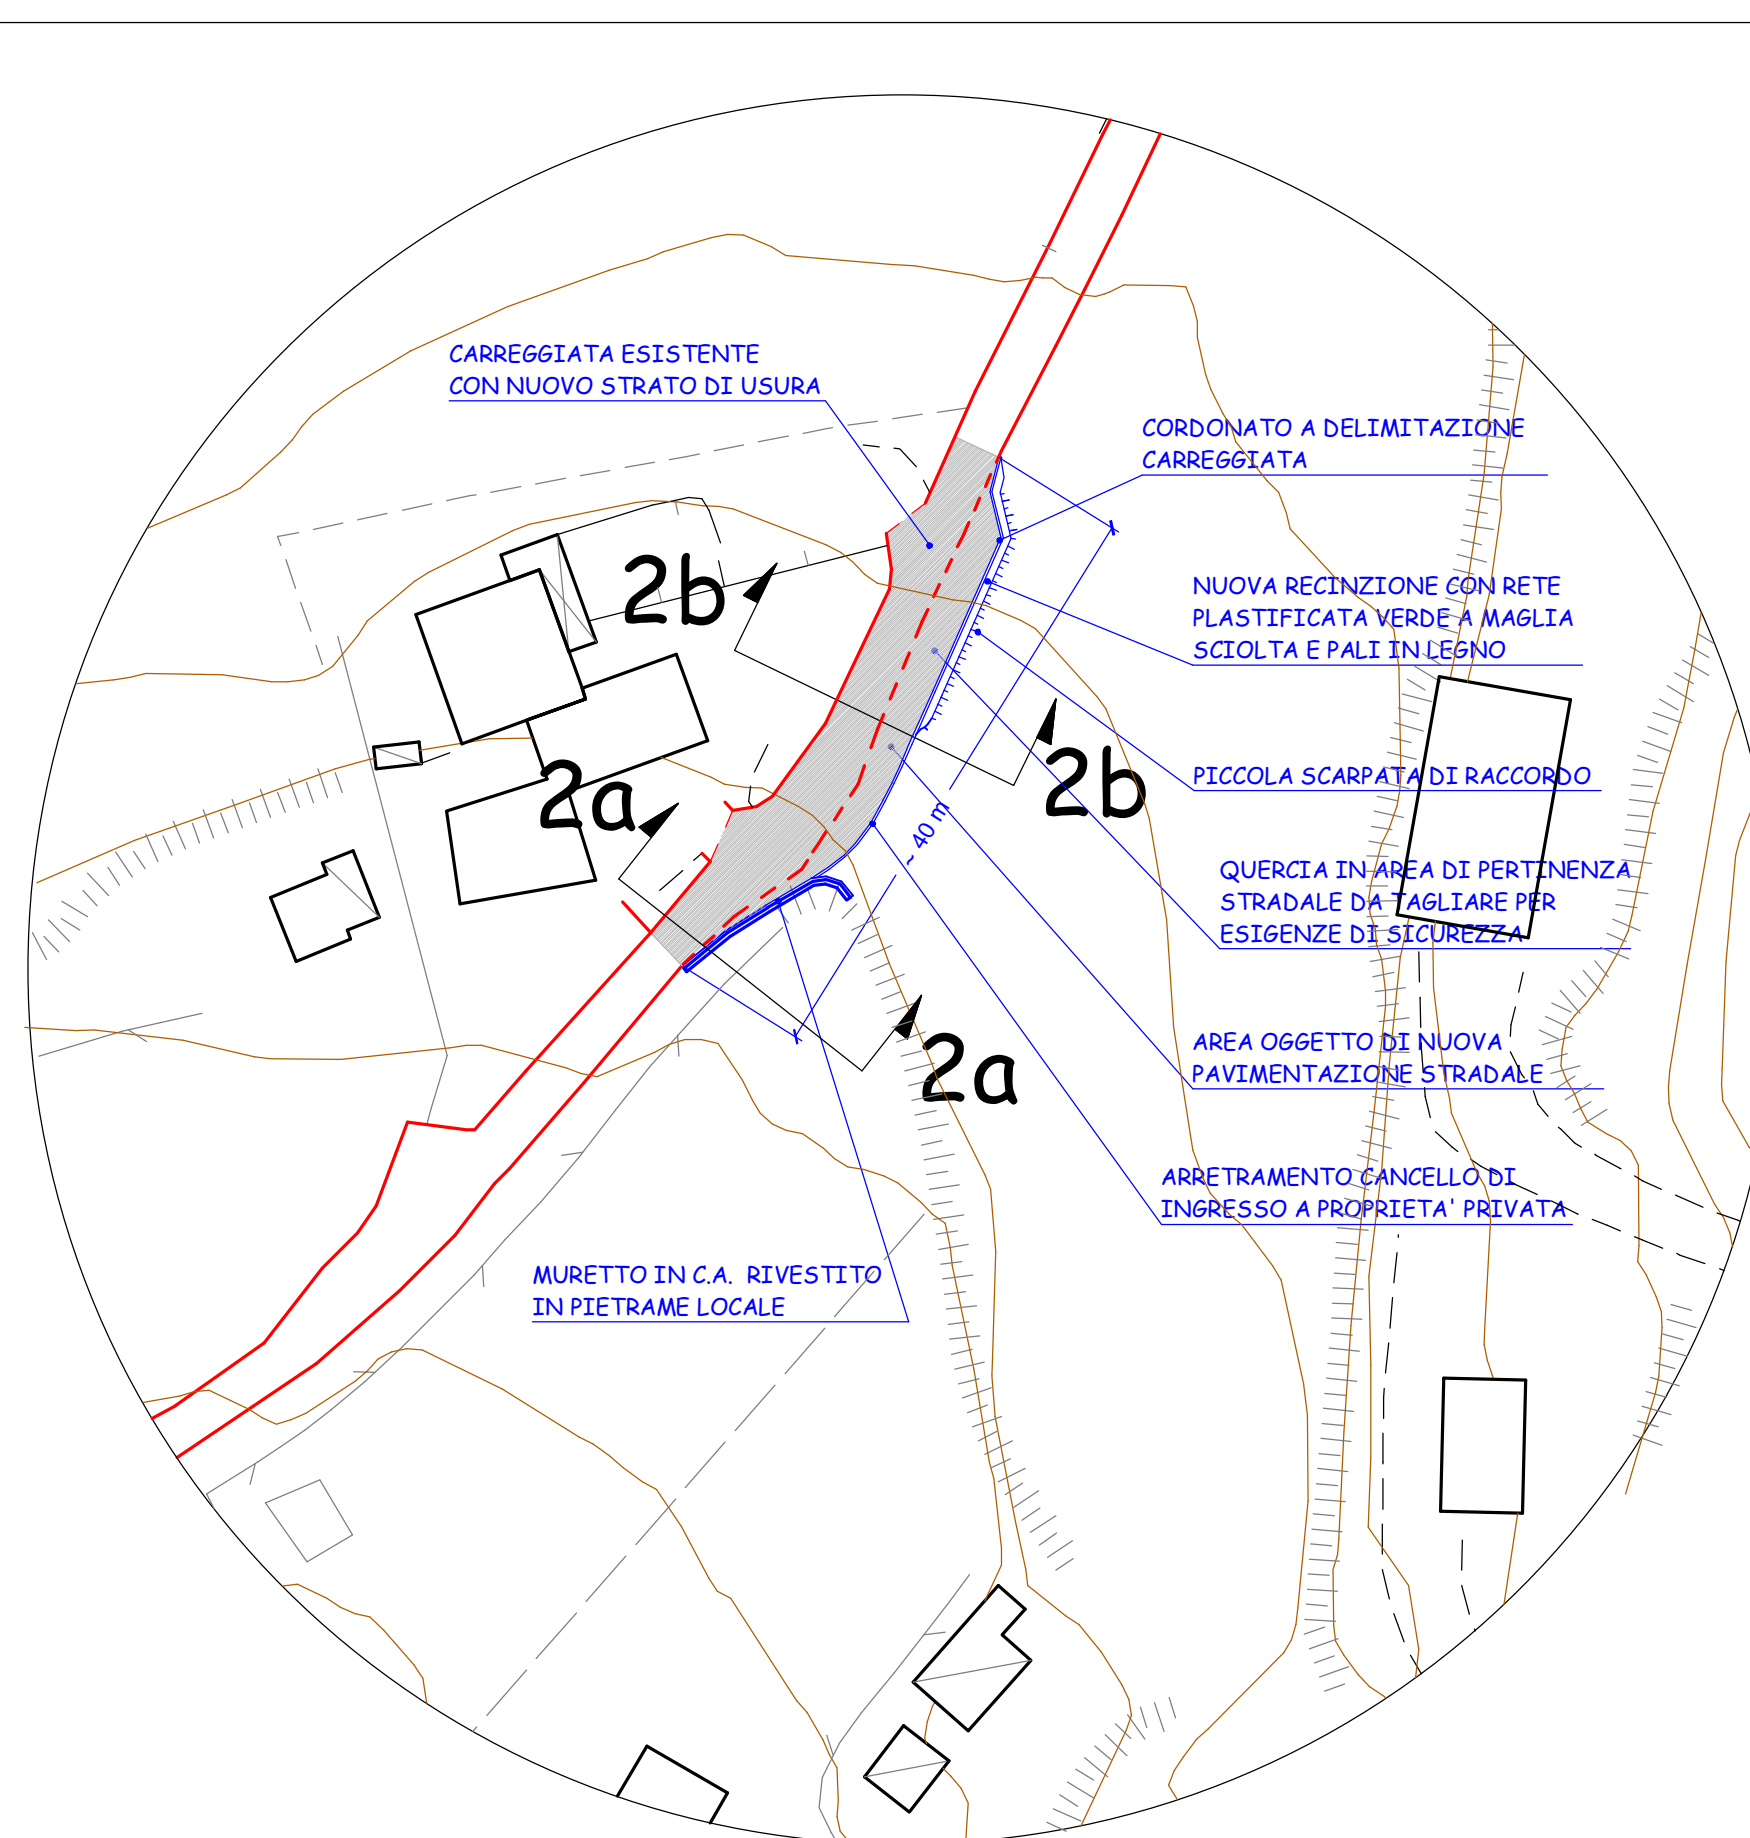 CARREGGIATA ESISTENTE
CON NUOVO STRATO DI USURA
CORDONATO A DELIMITAZIONE
CARREGGIATA
2b
NUOVA RECINZIONE CON RETE
PLASTIFICATA VERDE A MAGLIA
SCIOLTA E PALI IN LEGNO
2a
2b
PICCOLA SCARPATA DI RACCORDO
~ 40 m
QUERCIA IN AREA DI PERTINENZA
STRADALE DA TAGLIARE PER
ESIGENZE DI SICUREZZA
2a
AREA OGGETTO DI NUOVA
PAVIMENTAZIONE STRADALE
ARRETRAMENTO CANCELLO DI
INGRESSO A PROPRIETA' PRIVATA
MURETTO IN C.A. RIVESTITO
IN PIETRAME LOCALE